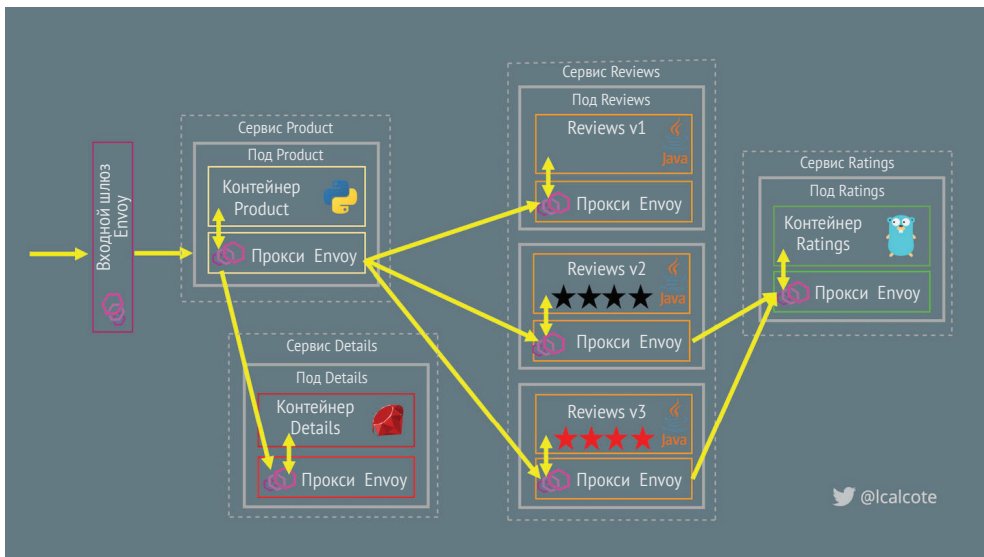 Входной шлюз
Envoy
Сервис Product
Под Product
Контейнер
Product
Прокси Envoy
Сервис Details
Под Details
Контейнер
Details
Прокси Envoy
Сервис Reviews
Под Reviews
Reviews v1
Java
Прокси Envoy
Reviews v2
Java
Прокси Envoy
Reviews v3
Java
Прокси Envoy
Сервис Ratings
Под Ratings
Контейнер
Ratings
Прокси Envoy
@lcalcote